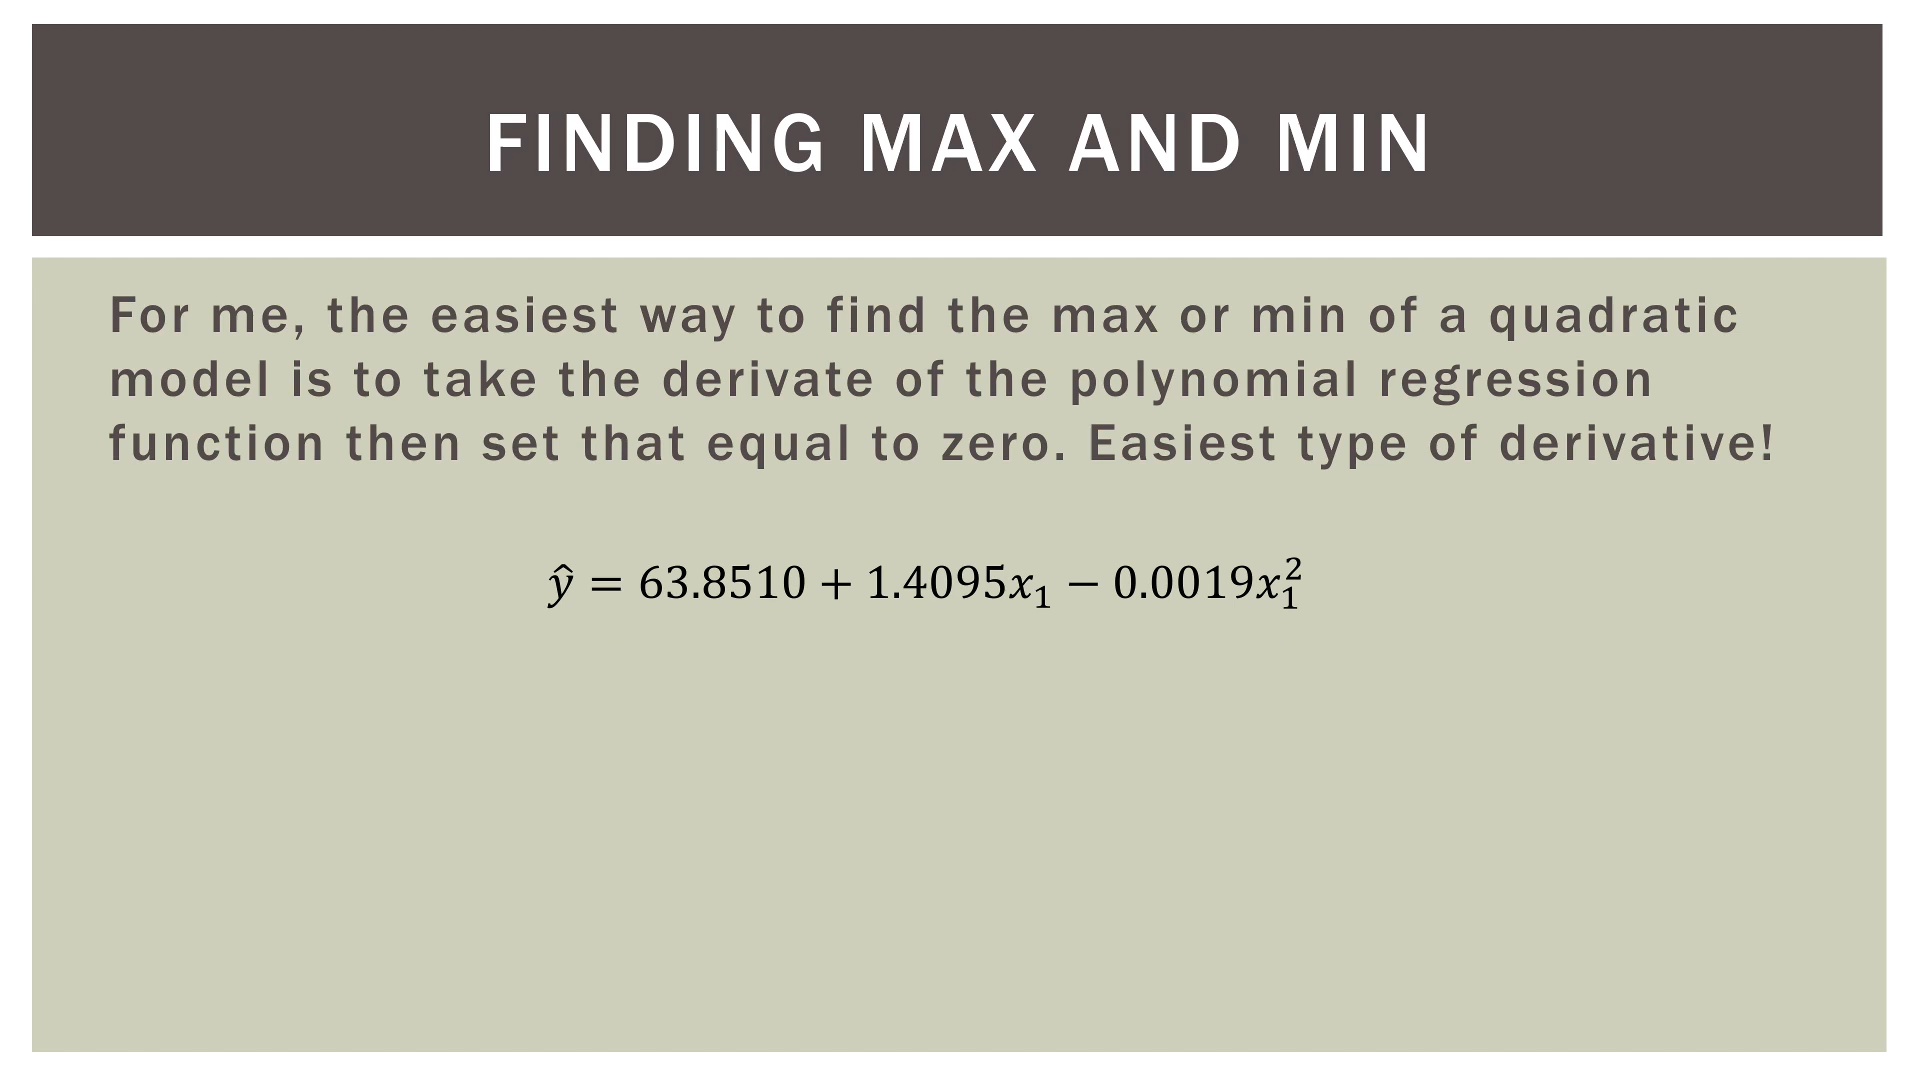 FINDING MAX AND MIN
For me, the easiest way to find the max or min of a quadratic
model is to take the derivate of the polynomial regression
function then set that equal to zero. Easiest type of derivative!
ŷ = 63.8510 + 1.4095x₁ − 0.0019x₁²